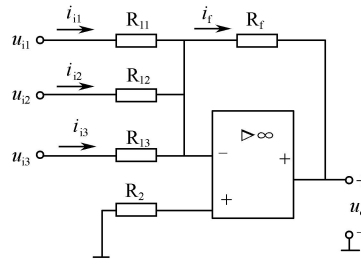 i_i1 R_11 i_f R_f
u_i1
i_i2 R_12
u_i2
i_i3 R_13
u_i3
▷ ∞
− +
R_2 +
u